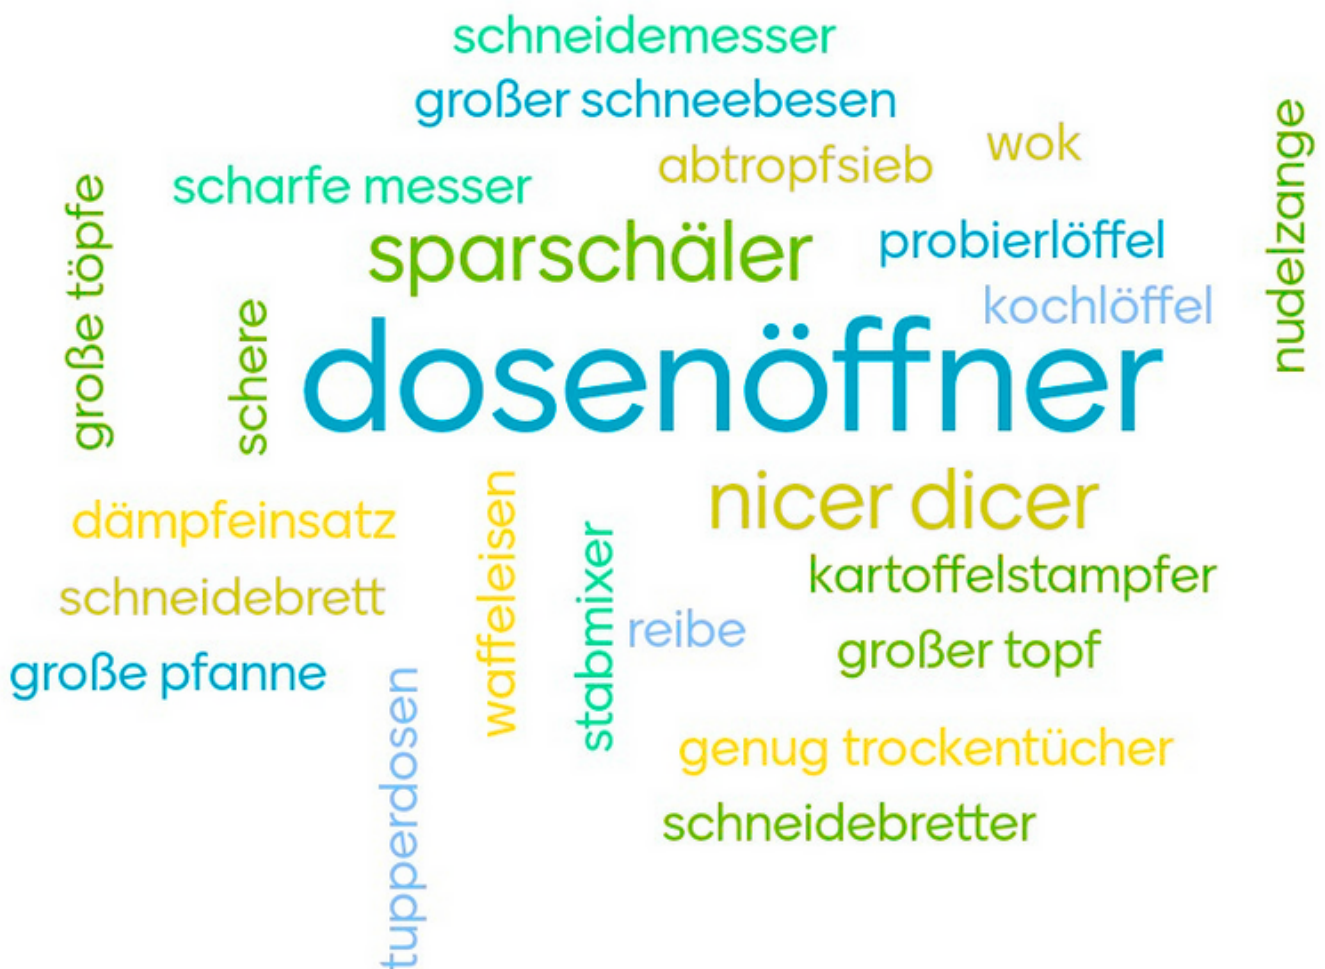 schneidemesser
großer schneebesen
wok
abtropfsieb
scharfe messer
nudelzange
große töpfe
sparschäler
probierlöffel
kochlöffel
schere
dosenöffner
nicer dicer
dämpfeinsatz
waffeleisen
stabmixer
kartoffelstampfer
schneidebrett
reibe
großer topf
große pfanne
tupperdosen
genug trockentücher
schneidebretter